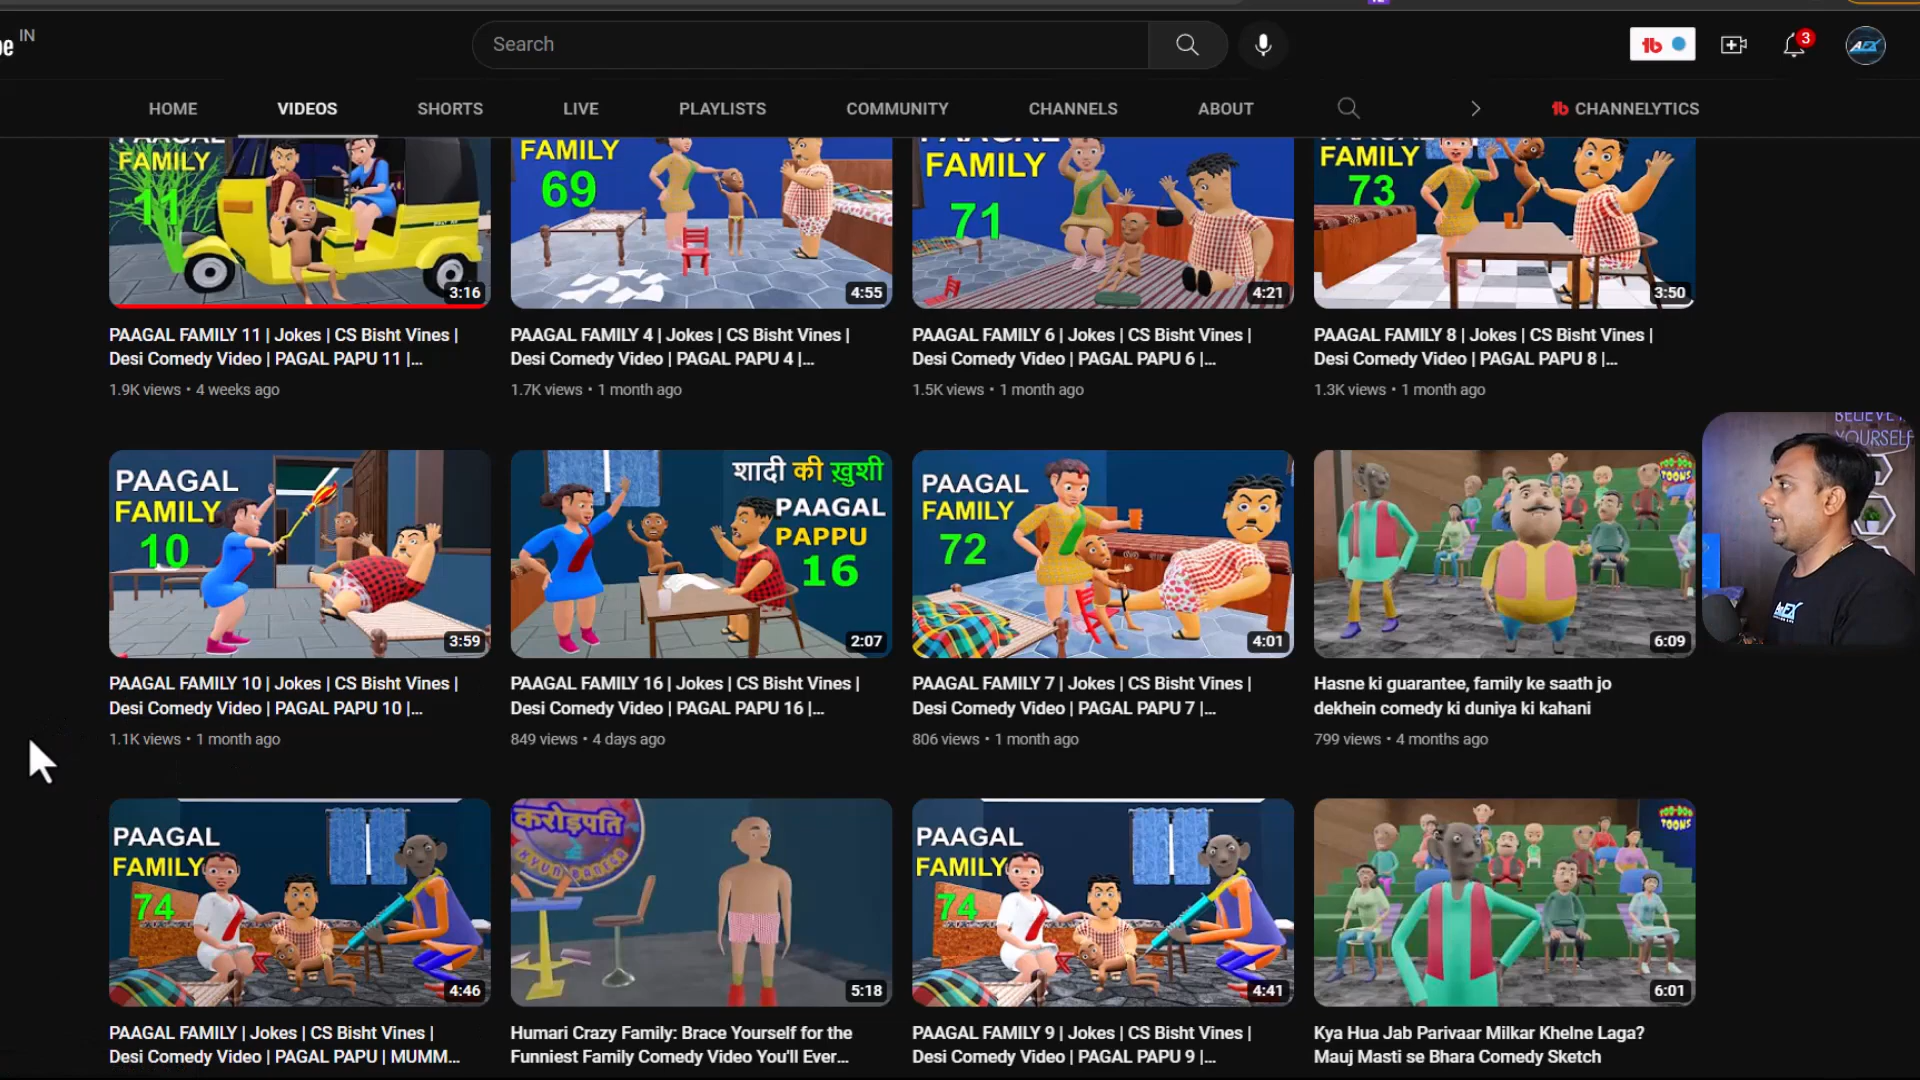 be IN
Search
3
AEX
HOME
VIDEOS
SHORTS
LIVE
PLAYLISTS
COMMUNITY
CHANNELS
ABOUT
CHANNELYTICS
PAAGAL
FAMILY
11
3:16
FAMILY
69
4:55
PAAGAL
FAMILY
71
4:21
PAAGAL
FAMILY
73
3:50
PAAGAL FAMILY 11 | Jokes | CS Bisht Vines |
Desi Comedy Video | PAGAL PAPU 11 |...
1.9K views • 4 weeks ago
PAAGAL FAMILY 4 | Jokes | CS Bisht Vines |
Desi Comedy Video | PAGAL PAPU 4 |...
1.7K views • 1 month ago
PAAGAL FAMILY 6 | Jokes | CS Bisht Vines |
Desi Comedy Video | PAGAL PAPU 6 |...
1.5K views • 1 month ago
PAAGAL FAMILY 8 | Jokes | CS Bisht Vines |
Desi Comedy Video | PAGAL PAPU 8 |...
1.3K views • 1 month ago
BELIEVE IN
YOURSELF
PAAGAL
FAMILY
10
3:59
शादी की ख़ुशी
PAAGAL
PAPPU
16
2:07
PAAGAL
FAMILY
72
4:01
TOONS
6:09
PAAGAL FAMILY 10 | Jokes | CS Bisht Vines |
Desi Comedy Video | PAGAL PAPU 10 |...
1.1K views • 1 month ago
PAAGAL FAMILY 16 | Jokes | CS Bisht Vines |
Desi Comedy Video | PAGAL PAPU 16 |...
849 views • 4 days ago
PAAGAL FAMILY 7 | Jokes | CS Bisht Vines |
Desi Comedy Video | PAGAL PAPU 7 |...
806 views • 1 month ago
Hasne ki guarantee, family ke saath jo
dekhein comedy ki duniya ki kahani
799 views • 4 months ago
PAAGAL
FAMILY
74
4:46
करोड़पति
KYUN BANEGA
5:18
PAAGAL
FAMILY
74
4:41
TOONS
6:01
PAAGAL FAMILY | Jokes | CS Bisht Vines |
Desi Comedy Video | PAGAL PAPU | MUMM...
Humari Crazy Family: Brace Yourself for the
Funniest Family Comedy Video You'll Ever...
PAAGAL FAMILY 9 | Jokes | CS Bisht Vines |
Desi Comedy Video | PAGAL PAPU 9 |...
Kya Hua Jab Parivaar Milkar Khelne Laga?
Mauj Masti se Bhara Comedy Sketch